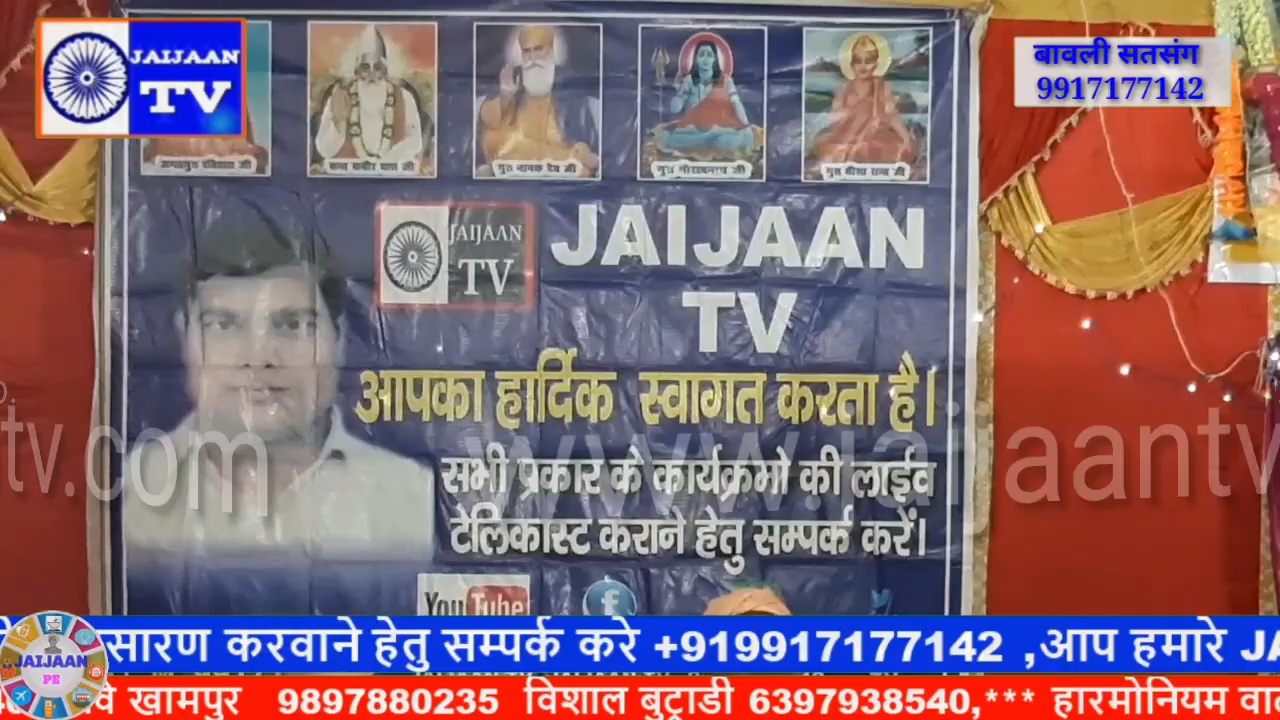 JAIJAAN
TV
बावली सतसंग
9917177142
सन्त कबीर दास जी
गुरु नानक देव जी
गुरु गोरखनाथ जी
JAIJAAN
TV
JAIJAAN
TV
आपका हार्दिक स्वागत करता है।
सभी प्रकार के कार्यक्रमो की लाईव
टेलिकास्ट कराने हेतु सम्पर्क करें।
tv.com
www.jaijaantv
YouTube
सारण करवाने हेतु सम्पर्क करे +919917177142 ,आप हमारे JA
JAIJAAN
PE
खामपुर 9897880235 विशाल बुट्राडी 6397938540,*** हारमोनियम वाद